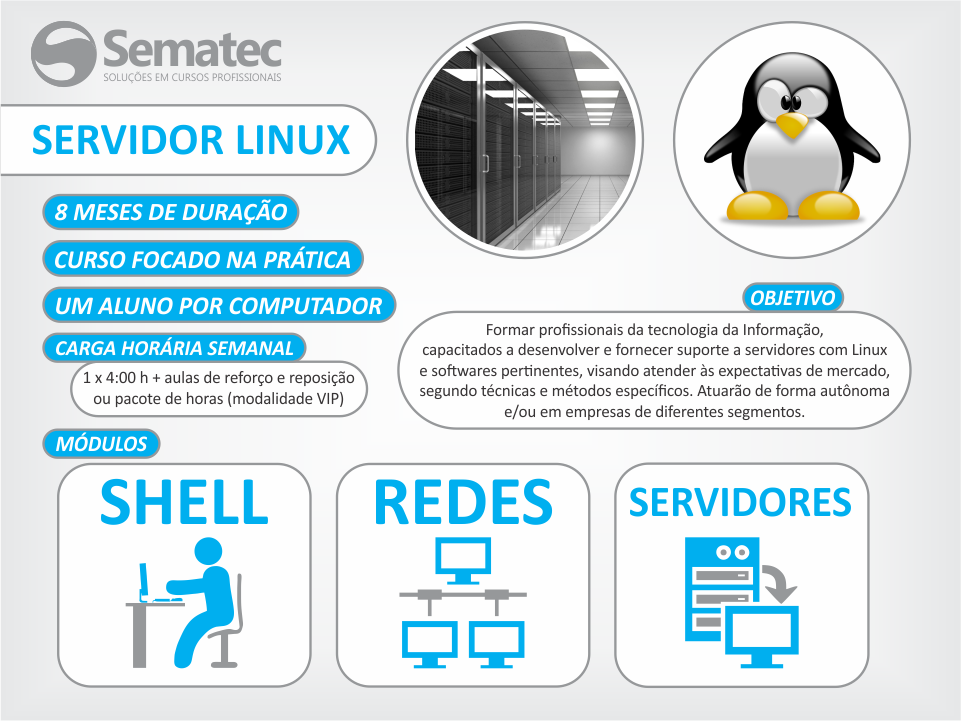 Sematec
SOLUÇÕES EM CURSOS PROFISSIONAIS
SERVIDOR LINUX
8 MESES DE DURAÇÃO
CURSO FOCADO NA PRÁTICA
UM ALUNO POR COMPUTADOR
CARGA HORÁRIA SEMANAL
1 x 4:00 h + aulas de reforço e reposição
ou pacote de horas (modalidade VIP)
OBJETIVO
Formar profissionais da tecnologia da Informação,
capacitados a desenvolver e fornecer suporte a servidores com Linux
e softwares pertinentes, visando atender às expectativas de mercado,
segundo técnicas e métodos específicos. Atuarão de forma autônoma
e/ou em empresas de diferentes segmentos.
MÓDULOS
SHELL
REDES
SERVIDORES